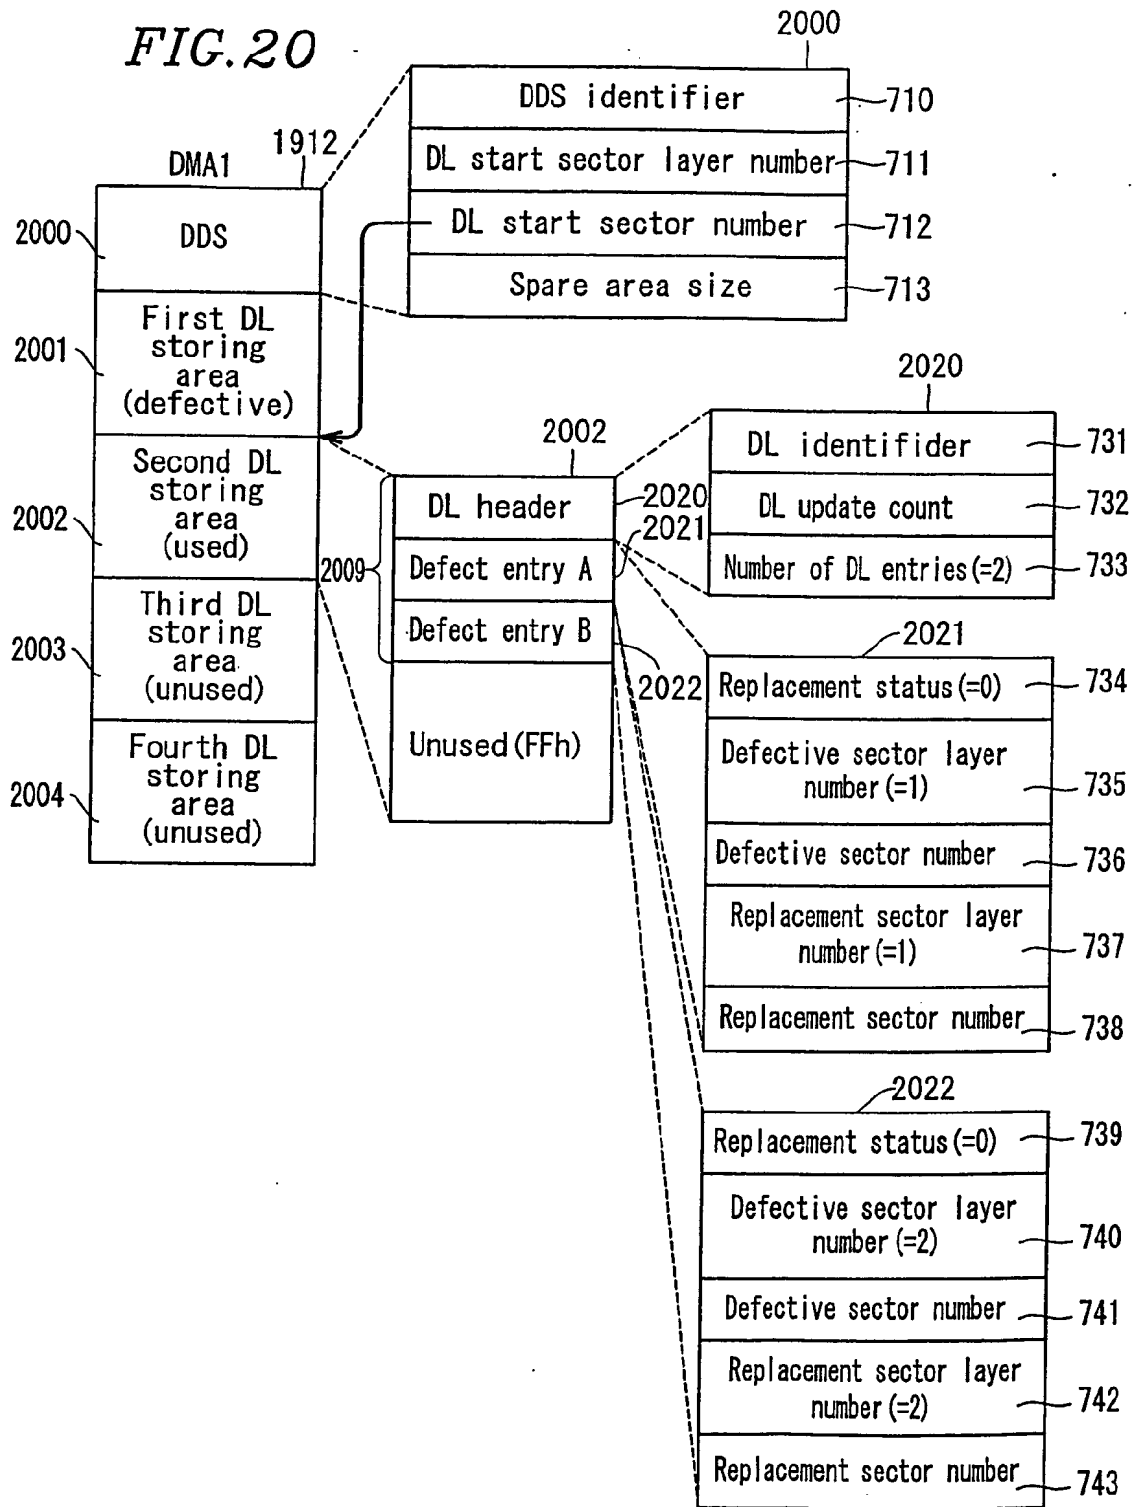 FIG.20
2000
DDS identifier
710
DL start sector layer number
711
DL start sector number
712
Spare area size
713
DMA1
1912
DDS
2000
First DL
storing
area
(defective)
2001
Second DL
storing
area
(used)
2002
Third DL
storing
area
(unused)
2003
Fourth DL
storing
area
(unused)
2004
2002
DL header
2020
Defect entry A
2021
Defect entry B
2022
2009
Unused(FFh)
2020
DL identifider
731
DL update count
732
Number of DL entries(=2)
733
2021
Replacement status(=0)
734
Defective sector layer
number(=1)
735
Defective sector number
736
Replacement sector layer
number(=1)
737
Replacement sector number
738
2022
Replacement status(=0)
739
Defective sector layer
number(=2)
740
Defective sector number
741
Replacement sector layer
number(=2)
742
Replacement sector number
743